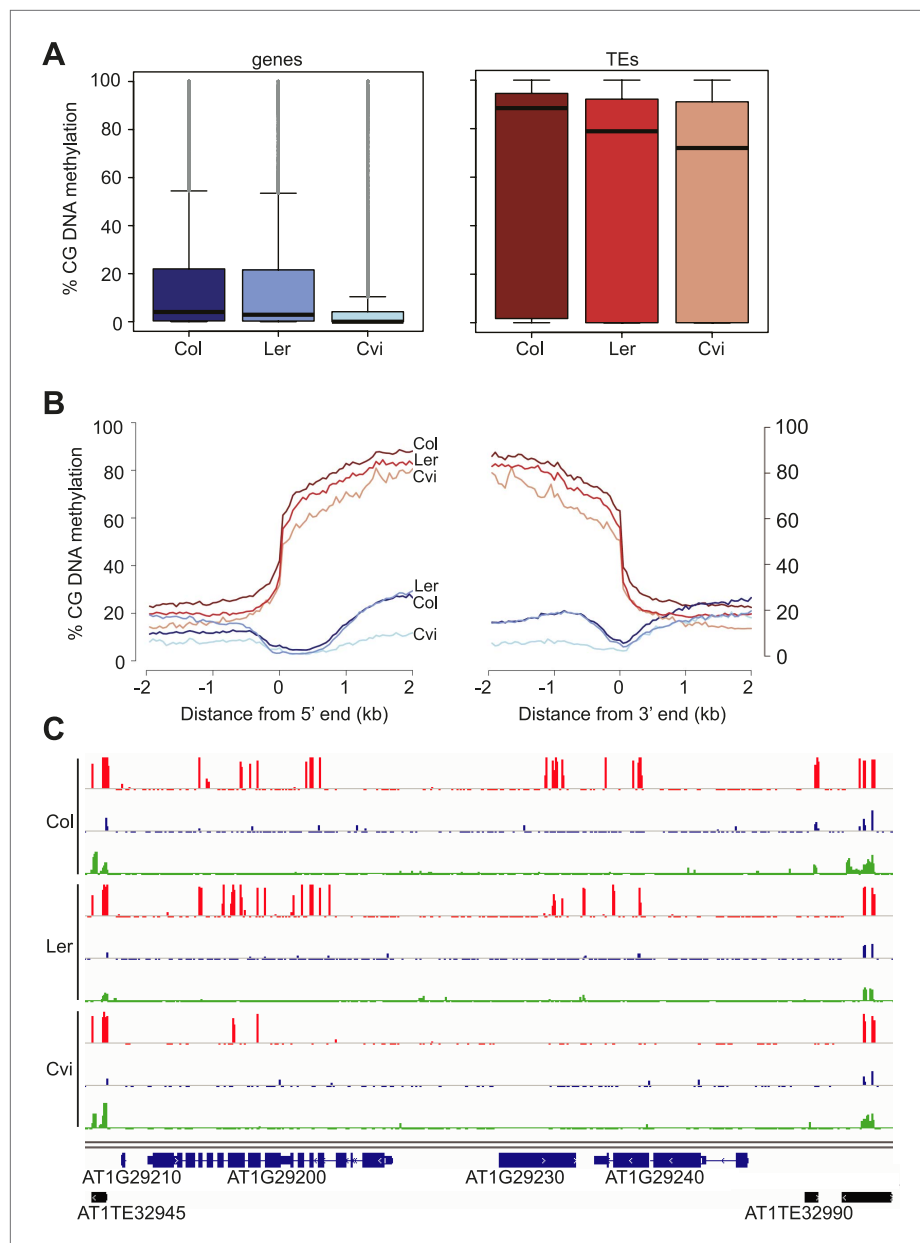 A
genes
TEs
% CG DNA methylation
100
80
60
40
20
0
Col
Ler
Cvi
Col
Ler
Cvi
B
% CG DNA methylation
100
80
60
40
20
0
Col
Ler
Cvi
Ler
Col
Cvi
100
80
60
40
20
0
-2
-1
0
1
2
-2
-1
0
1
2
Distance from 5' end (kb)
Distance from 3' end (kb)
C
Col
Ler
Cvi
AT1G29210
AT1G29200
AT1G29230
AT1G29240
AT1TE32945
AT1TE32990